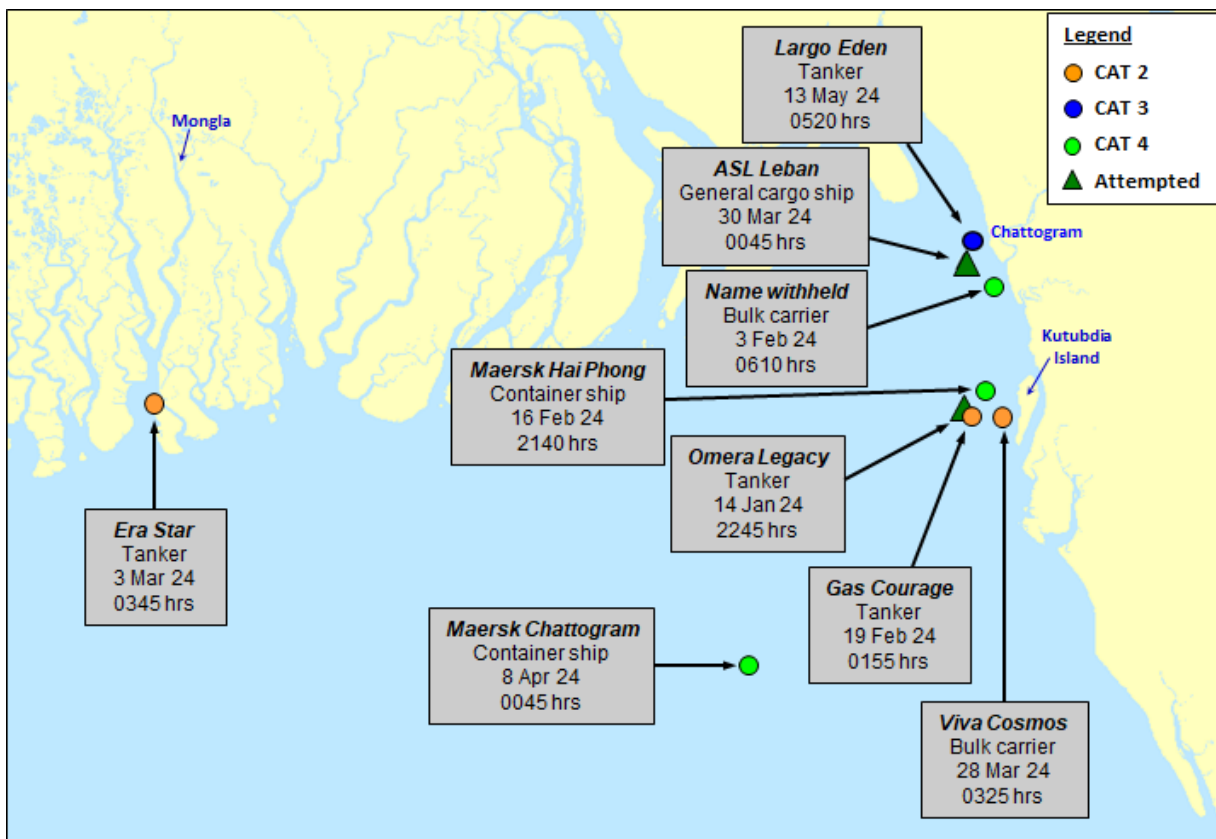 Largo Eden
Tanker
13 May 24
0520 hrs
Legend
CAT 2
CAT 3
CAT 4
Attempted
Mongla
ASL Leban
General cargo ship
30 Mar 24
0045 hrs
Chattogram
Name withheld
Bulk carrier
3 Feb 24
0610 hrs
Kutubdia
Island
Maersk Hai Phong
Container ship
16 Feb 24
2140 hrs
Omera Legacy
Tanker
14 Jan 24
2245 hrs
Era Star
Tanker
3 Mar 24
0345 hrs
Gas Courage
Tanker
19 Feb 24
0155 hrs
Maersk Chattogram
Container ship
8 Apr 24
0045 hrs
Viva Cosmos
Bulk carrier
28 Mar 24
0325 hrs